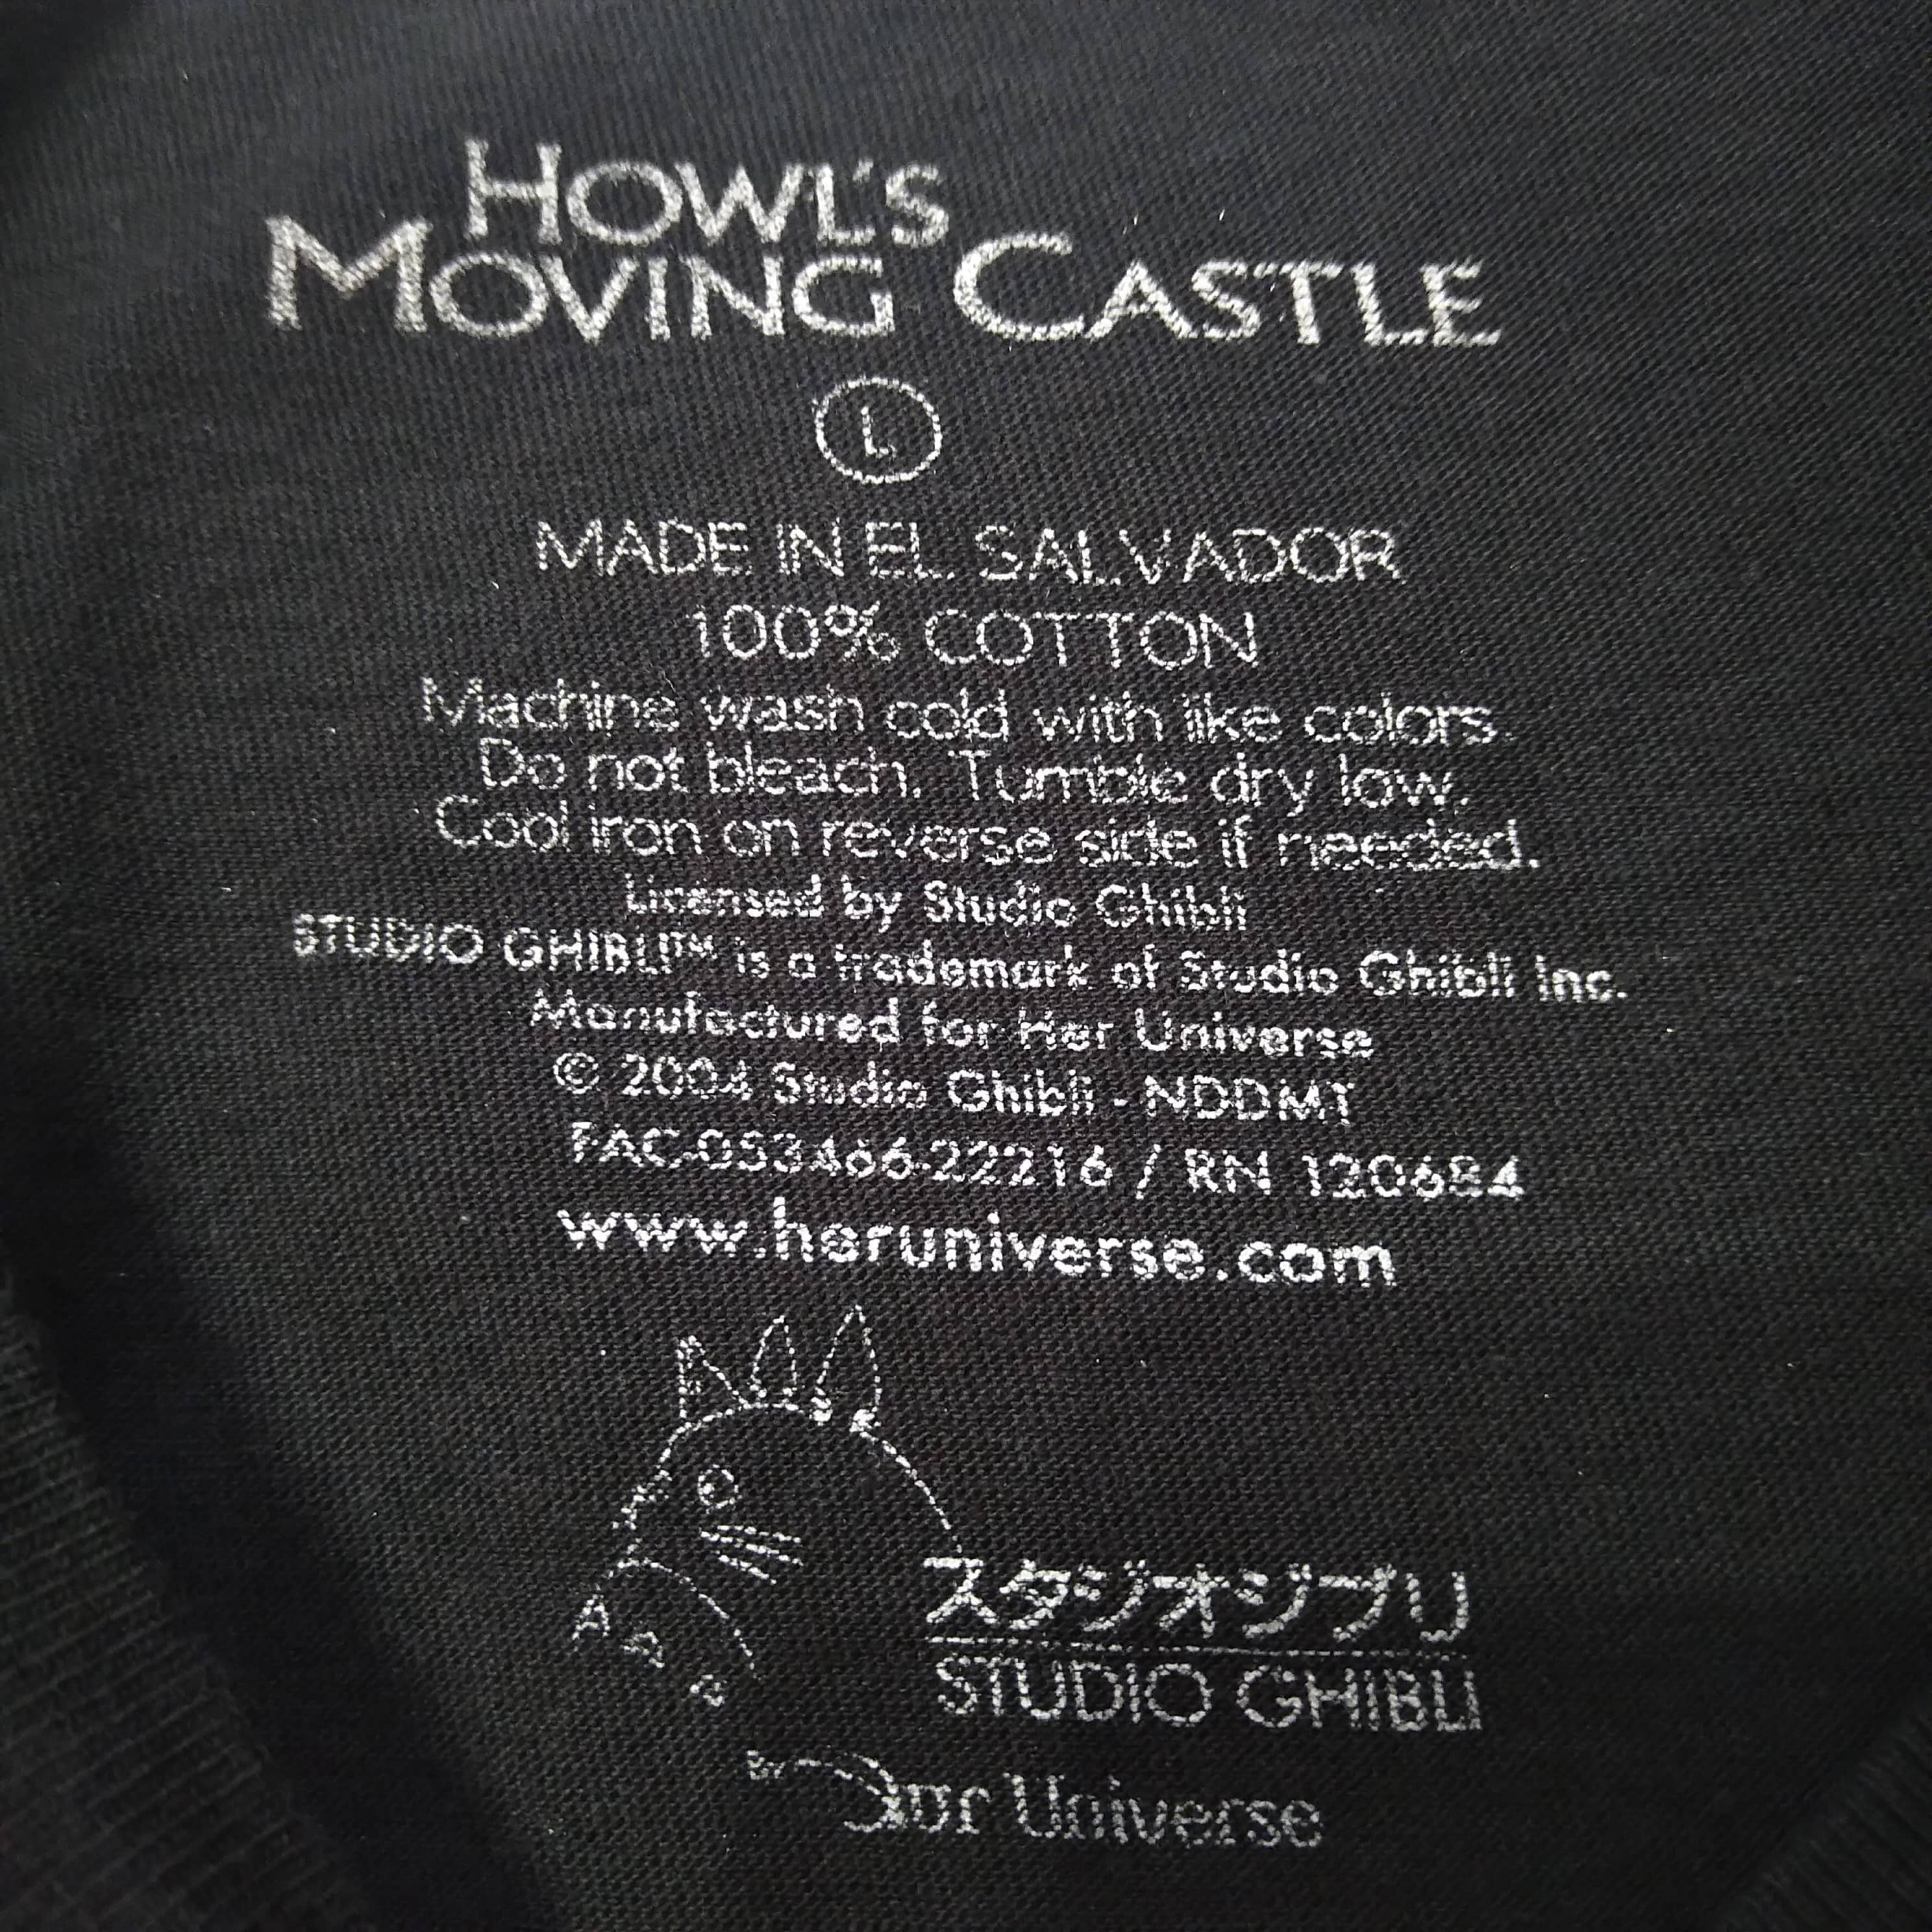 HOWL'S
MOVING CASTLE
L
MADE IN EL SALVADOR
100% COTTON
Machine wash cold with like colors.
Do not bleach. Tumble dry low.
Cool iron on reverse side if needed.
Licensed by Studio Ghibli
STUDIO GHIBLI™ is a trademark of Studio Ghibli Inc.
Manufactured for Her Universe
© 2004 Studio Ghibli - NDDMT
FAC-053466-22216 / RN 120684
www.heruniverse.com
スタジオジブリ
STUDIO GHIBLI
Her Universe